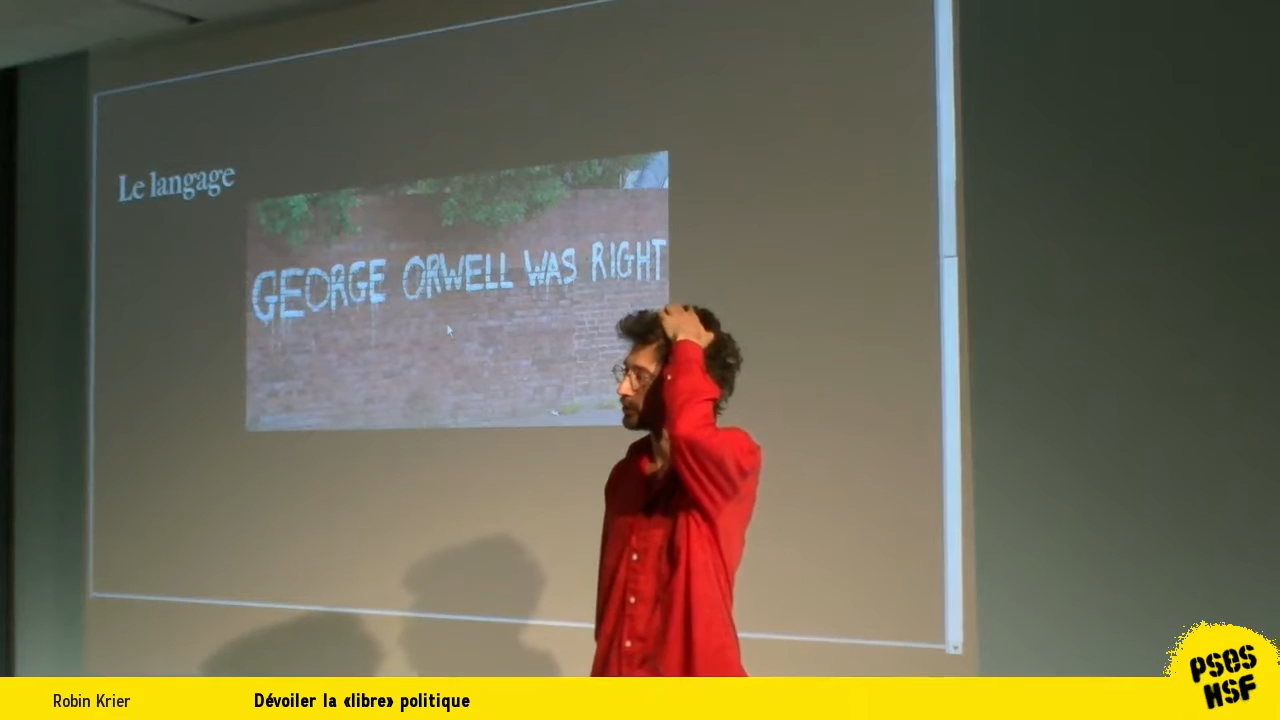 Le langage
GEORGE ORWELL WAS RIGHT
Robin Krier
Dévoiler la «libre» politique
PSES
HSF